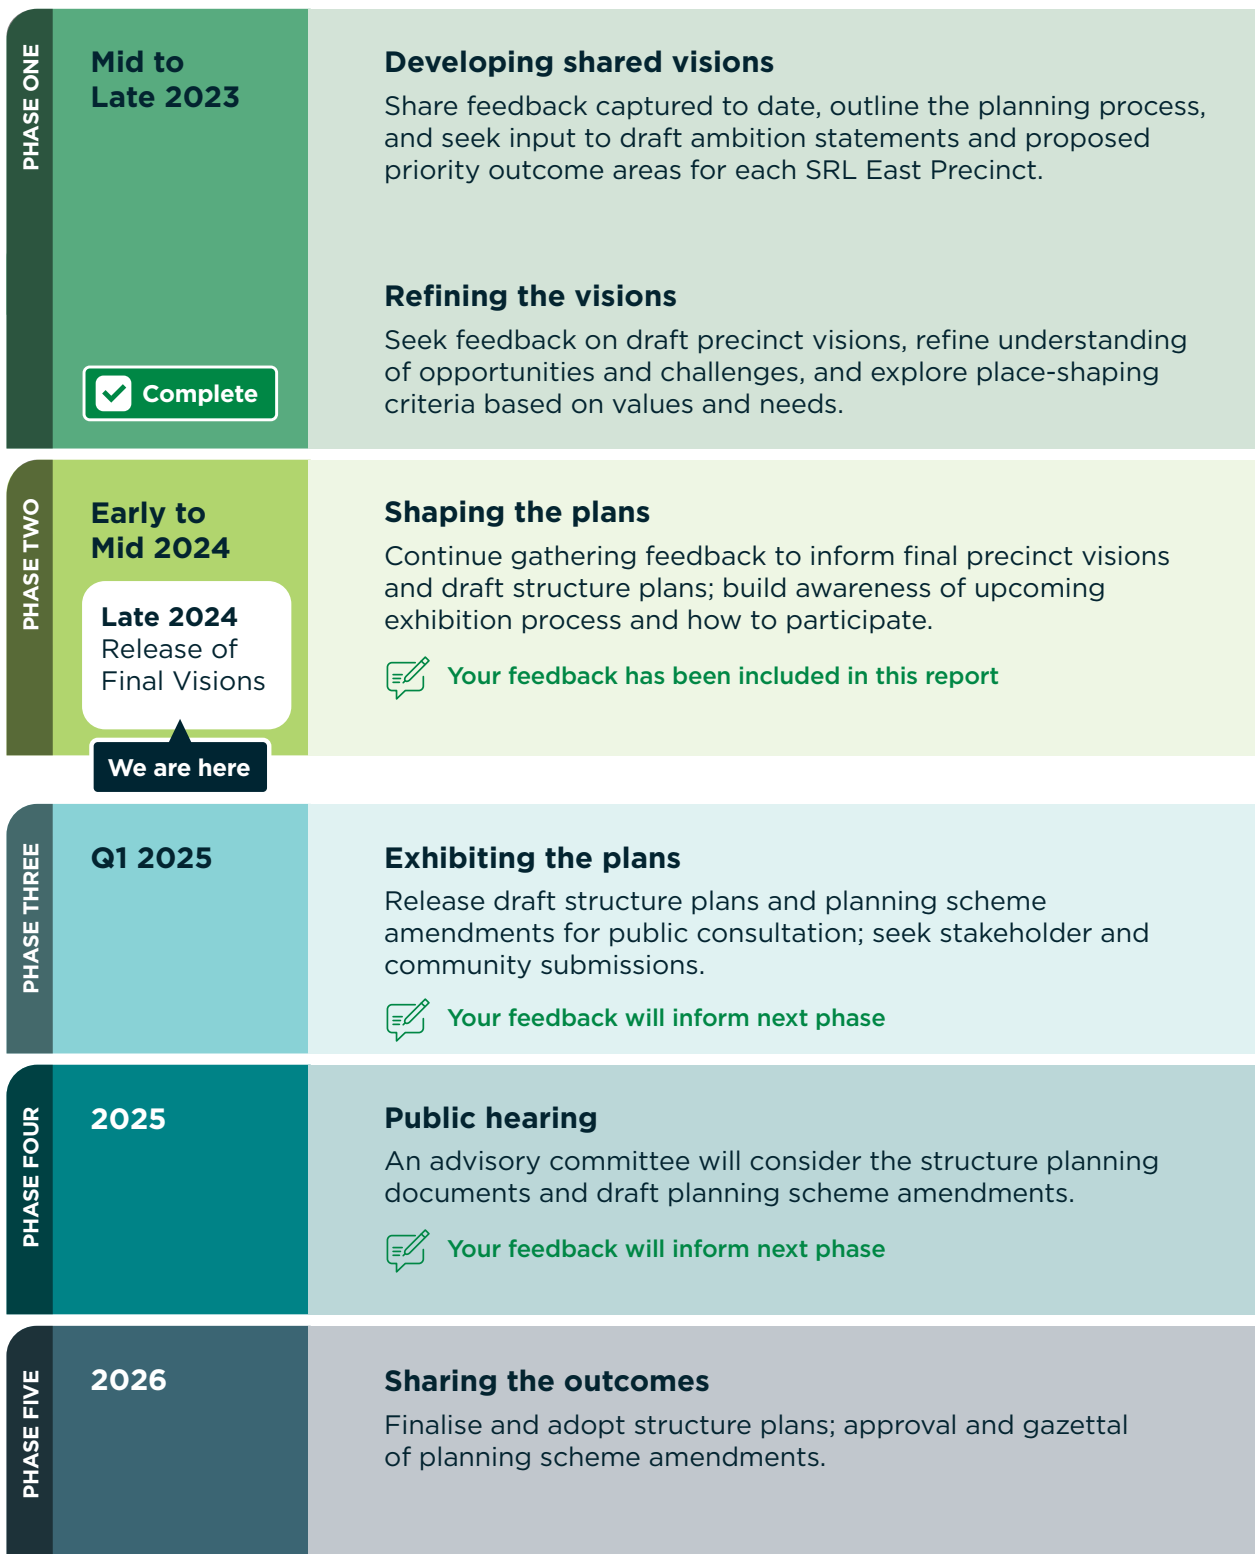 PHASE ONE
Mid to
Late 2023
Complete
Developing shared visions
Share feedback captured to date, outline the planning process,
and seek input to draft ambition statements and proposed
priority outcome areas for each SRL East Precinct.
Refining the visions
Seek feedback on draft precinct visions, refine understanding
of opportunities and challenges, and explore place-shaping
criteria based on values and needs.
PHASE TWO
Early to
Mid 2024
Late 2024
Release of
Final Visions
We are here
Shaping the plans
Continue gathering feedback to inform final precinct visions
and draft structure plans; build awareness of upcoming
exhibition process and how to participate.
Your feedback has been included in this report
PHASE THREE
Q1 2025
Exhibiting the plans
Release draft structure plans and planning scheme
amendments for public consultation; seek stakeholder and
community submissions.
Your feedback will inform next phase
PHASE FOUR
2025
Public hearing
An advisory committee will consider the structure planning
documents and draft planning scheme amendments.
Your feedback will inform next phase
PHASE FIVE
2026
Sharing the outcomes
Finalise and adopt structure plans; approval and gazettal
of planning scheme amendments.